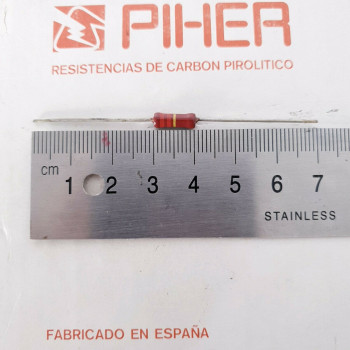 PIHER
RESISTENCIAS DE CARBON PIROLITICO
cm 1 2 3 4 5 6 7
STAINLESS
FABRICADO EN ESPAÑA